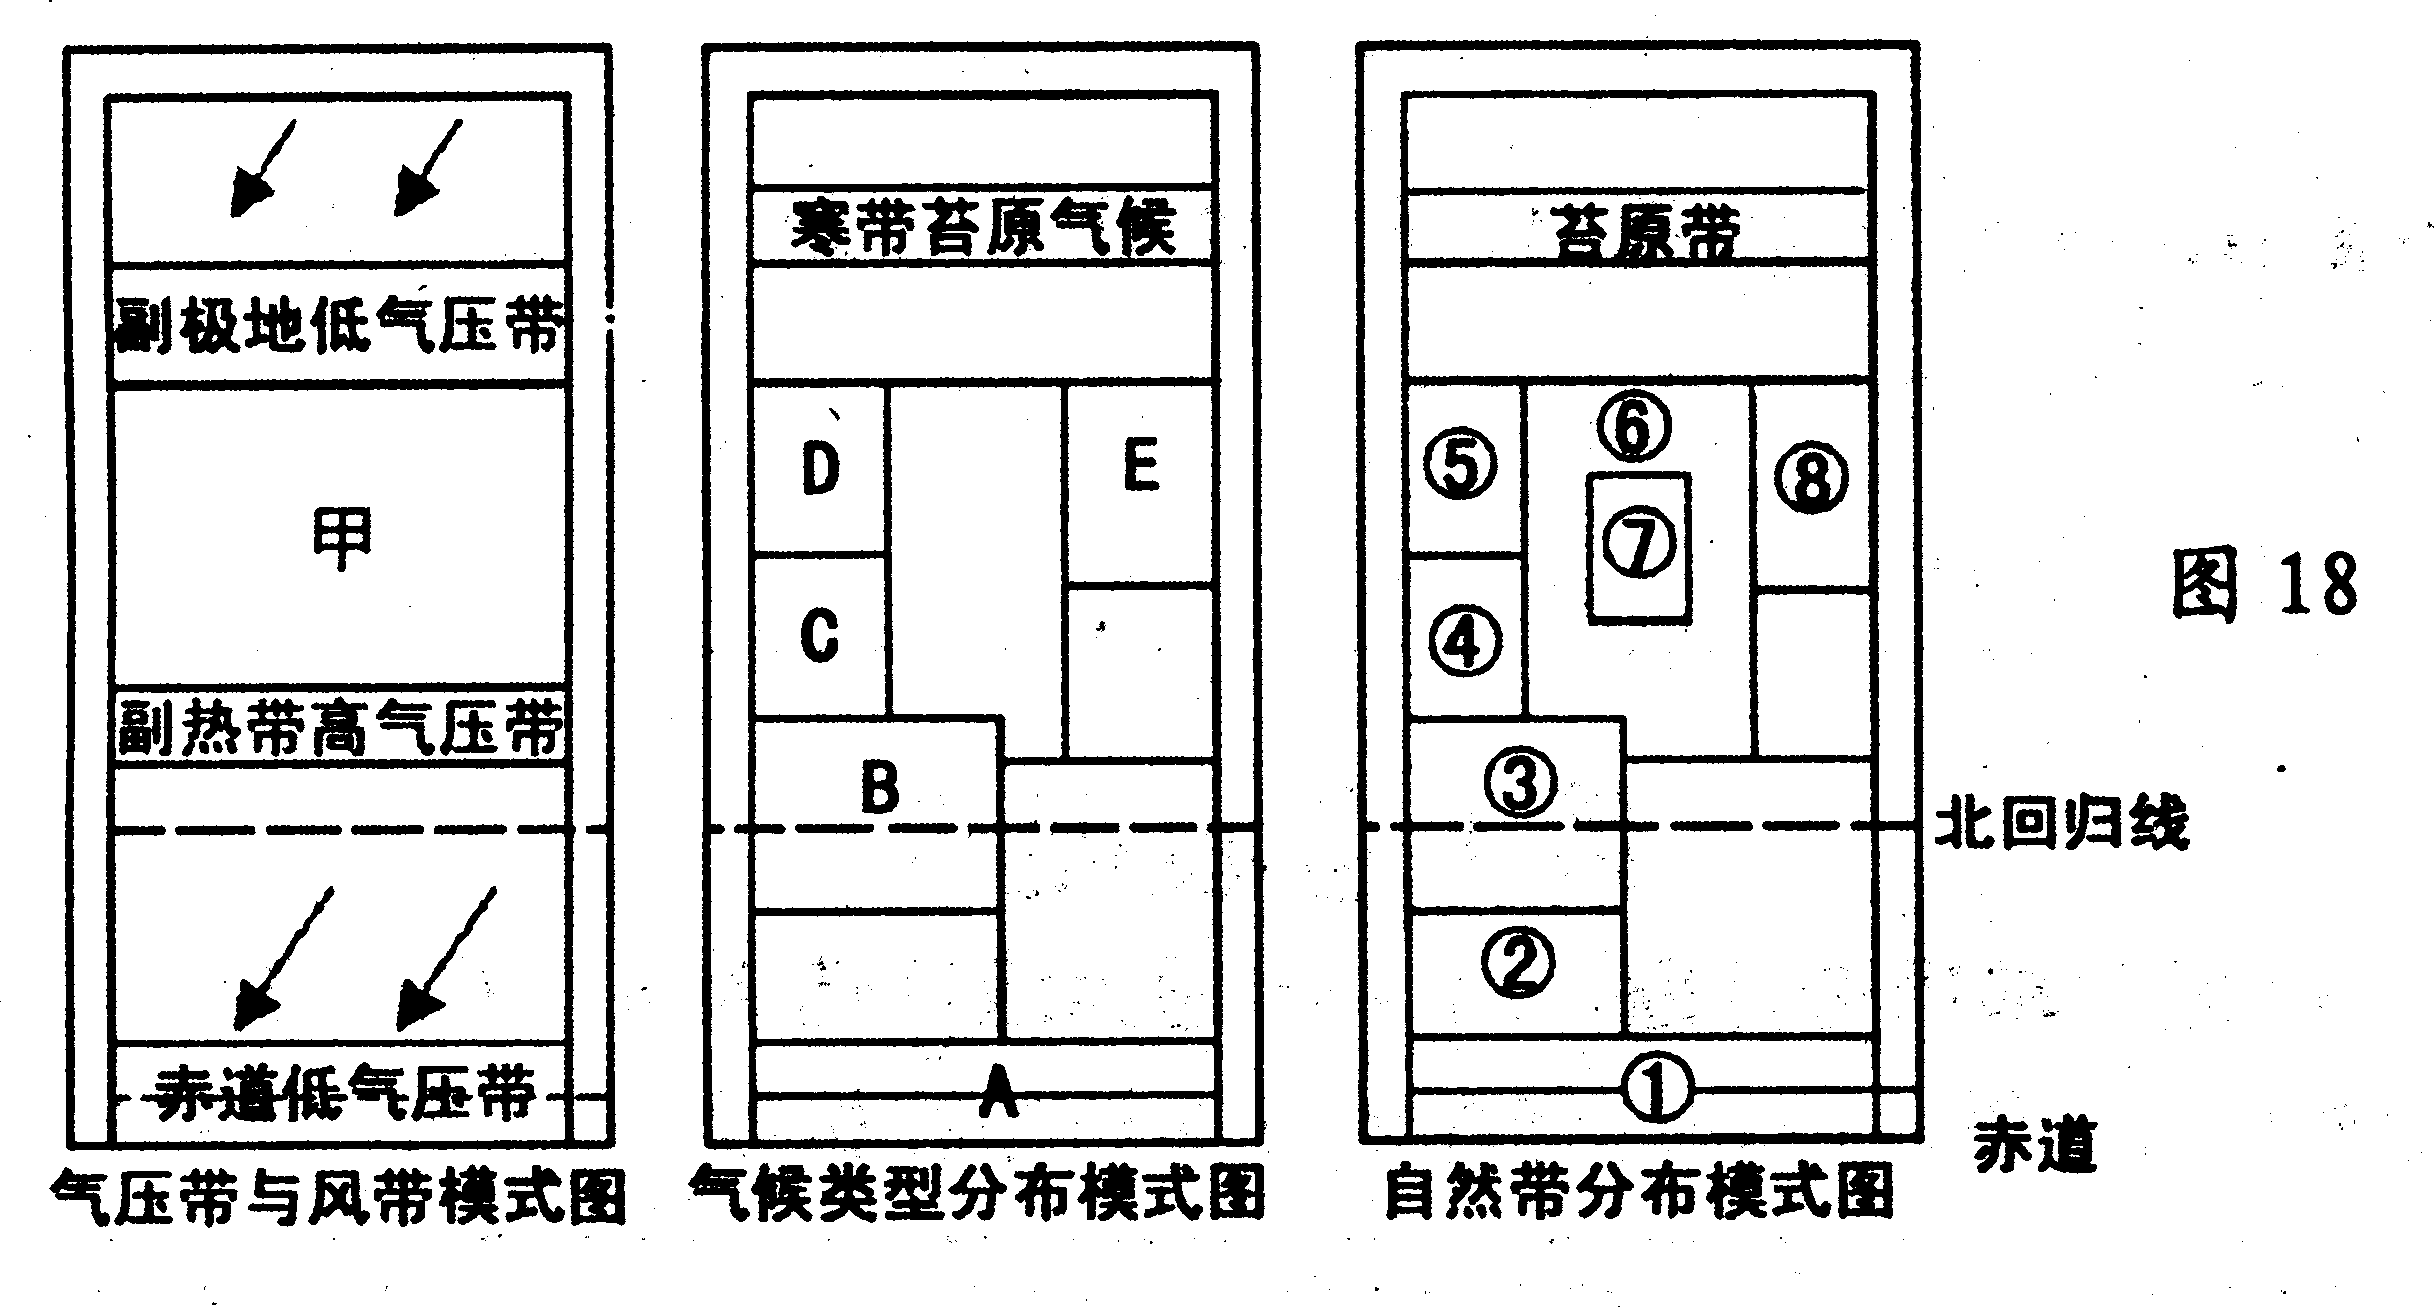 副极地低气压带
甲
副热带高气压带
赤道低气压带
气压带与风带模式图
寒带苔原气候
D
E
C
B
A
气候类型分布模式图
苔原带
⑥
⑤
⑧
⑦
④
③
②
①
自然带分布模式图
图 18
北回归线
赤道